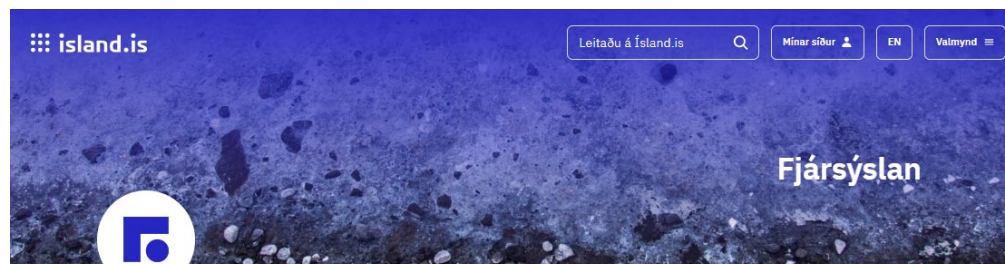 island.is
Leitaðu á Ísland.is
Mínar síður
EN
Valmynd
Fjársýslan